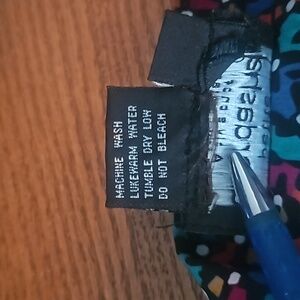 MACHINE WASH
LUKEWARM WATER
TUMBLE DRY LOW
DO NOT BLEACH